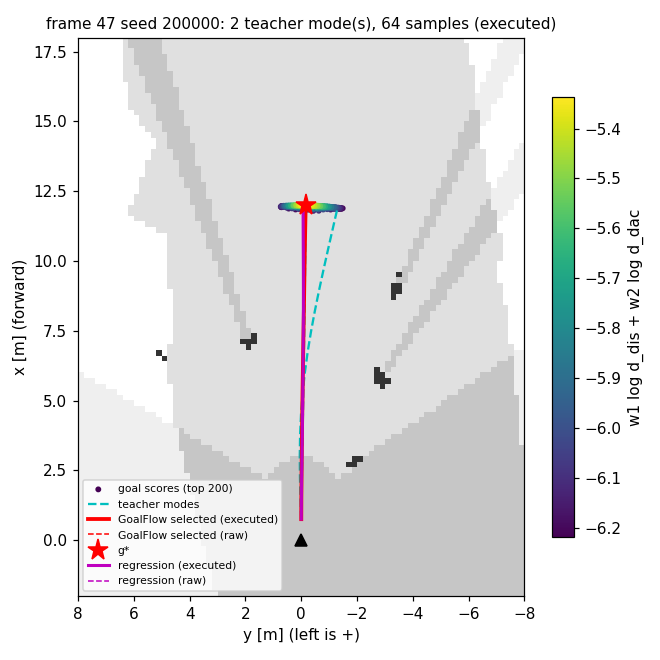 frame 47 seed 200000: 2 teacher mode(s), 64 samples (executed)
17.5
15.0
12.5
10.0
7.5
5.0
2.5
0.0
x [m] (forward)
8
6
4
2
0
−2
−4
−6
−8
y [m] (left is +)
goal scores (top 200)
teacher modes
GoalFlow selected (executed)
GoalFlow selected (raw)
g*
regression (executed)
regression (raw)
−5.4
−5.5
−5.6
−5.7
−5.8
−5.9
−6.0
−6.1
−6.2
w1 log d_dis + w2 log d_dac